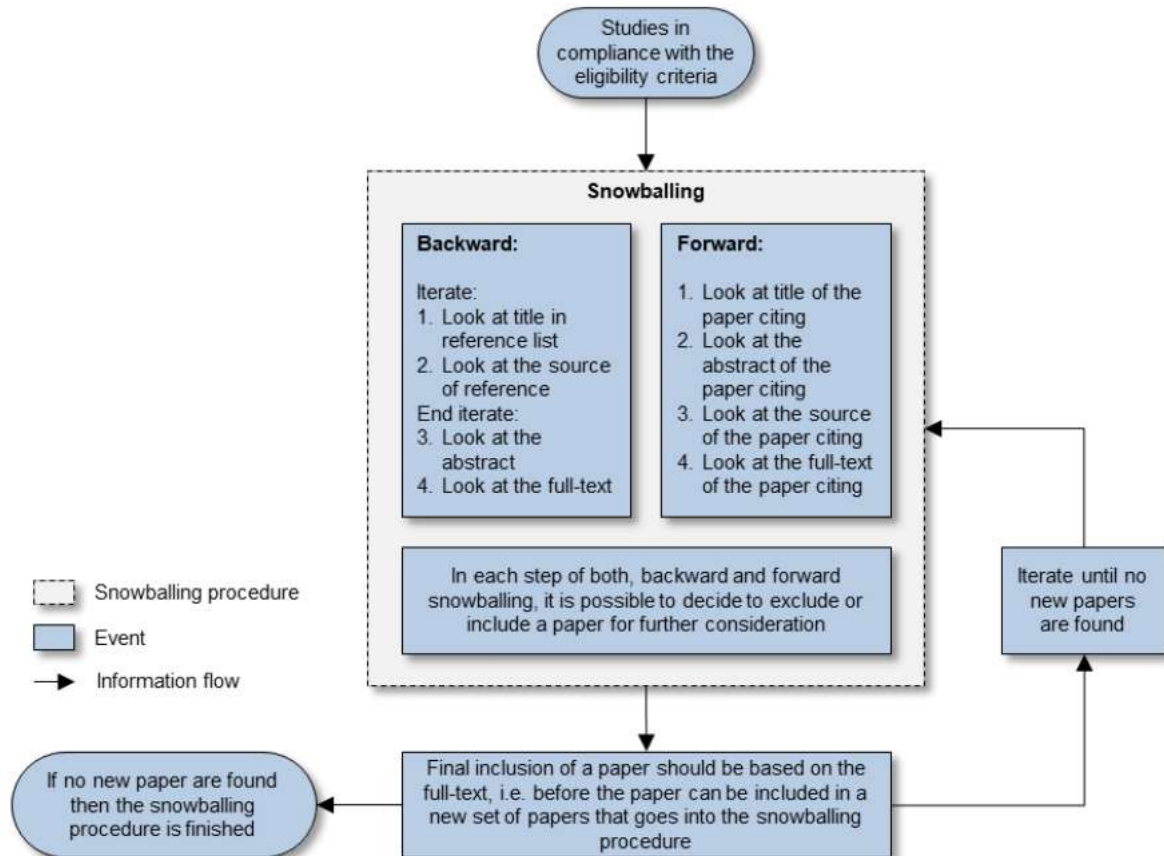 Studies in
compliance with the
eligibility criteria
Snowballing
Backward:
Iterate:
1. Look at title in
reference list
2. Look at the source
of reference
End iterate:
3. Look at the
abstract
4. Look at the full-text
Forward:
1. Look at title of the
paper citing
2. Look at the
abstract of the
paper citing
3. Look at the source
of the paper citing
4. Look at the full-text
of the paper citing
In each step of both, backward and forward
snowballing, it is possible to decide to exclude or
include a paper for further consideration
Iterate until no
new papers
are found
Snowballing procedure
Event
Information flow
If no new paper are found
then the snowballing
procedure is finished
Final inclusion of a paper should be based on the
full-text, i.e. before the paper can be included in a
new set of papers that goes into the snowballing
procedure